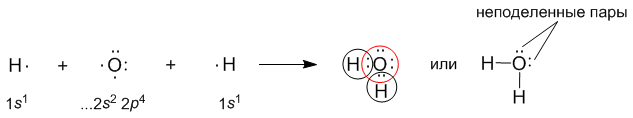 неподеленные пары
H· + ·Ö: + ·H ⟶ H:Ö: или H–Ö:
H H
1s¹ ...2s² 2p⁴ 1s¹